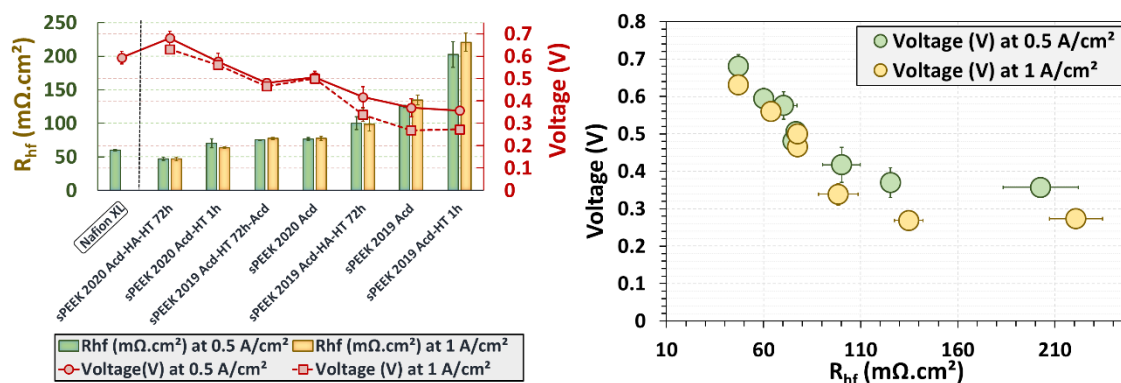 250
200
150
100
50
0
R_hf (mΩ.cm²)
0.7
0.6
0.5
0.4
0.3
0.2
0.1
0
Voltage (V)
Nafion XL
sPEEK 2020 Acd-HA-HT 72h
sPEEK 2020 Acd-HT 1h
sPEEK 2019 Acd-HT 72h-Acd
sPEEK 2020 Acd
sPEEK 2019 Acd-HA-HT 72h
sPEEK 2019 Acd
sPEEK 2019 Acd-HT 1h
Rhf (mΩ.cm²) at 0.5 A/cm² Rhf (mΩ.cm²) at 1 A/cm²
Voltage(V) at 0.5 A/cm² Voltage (V) at 1 A/cm²
0.8
0.7
0.6
0.5
0.4
0.3
0.2
0.1
0
Voltage (V)
Voltage (V) at 0.5 A/cm²
Voltage (V) at 1 A/cm²
10 60 110 160 210
R_hf (mΩ.cm²)